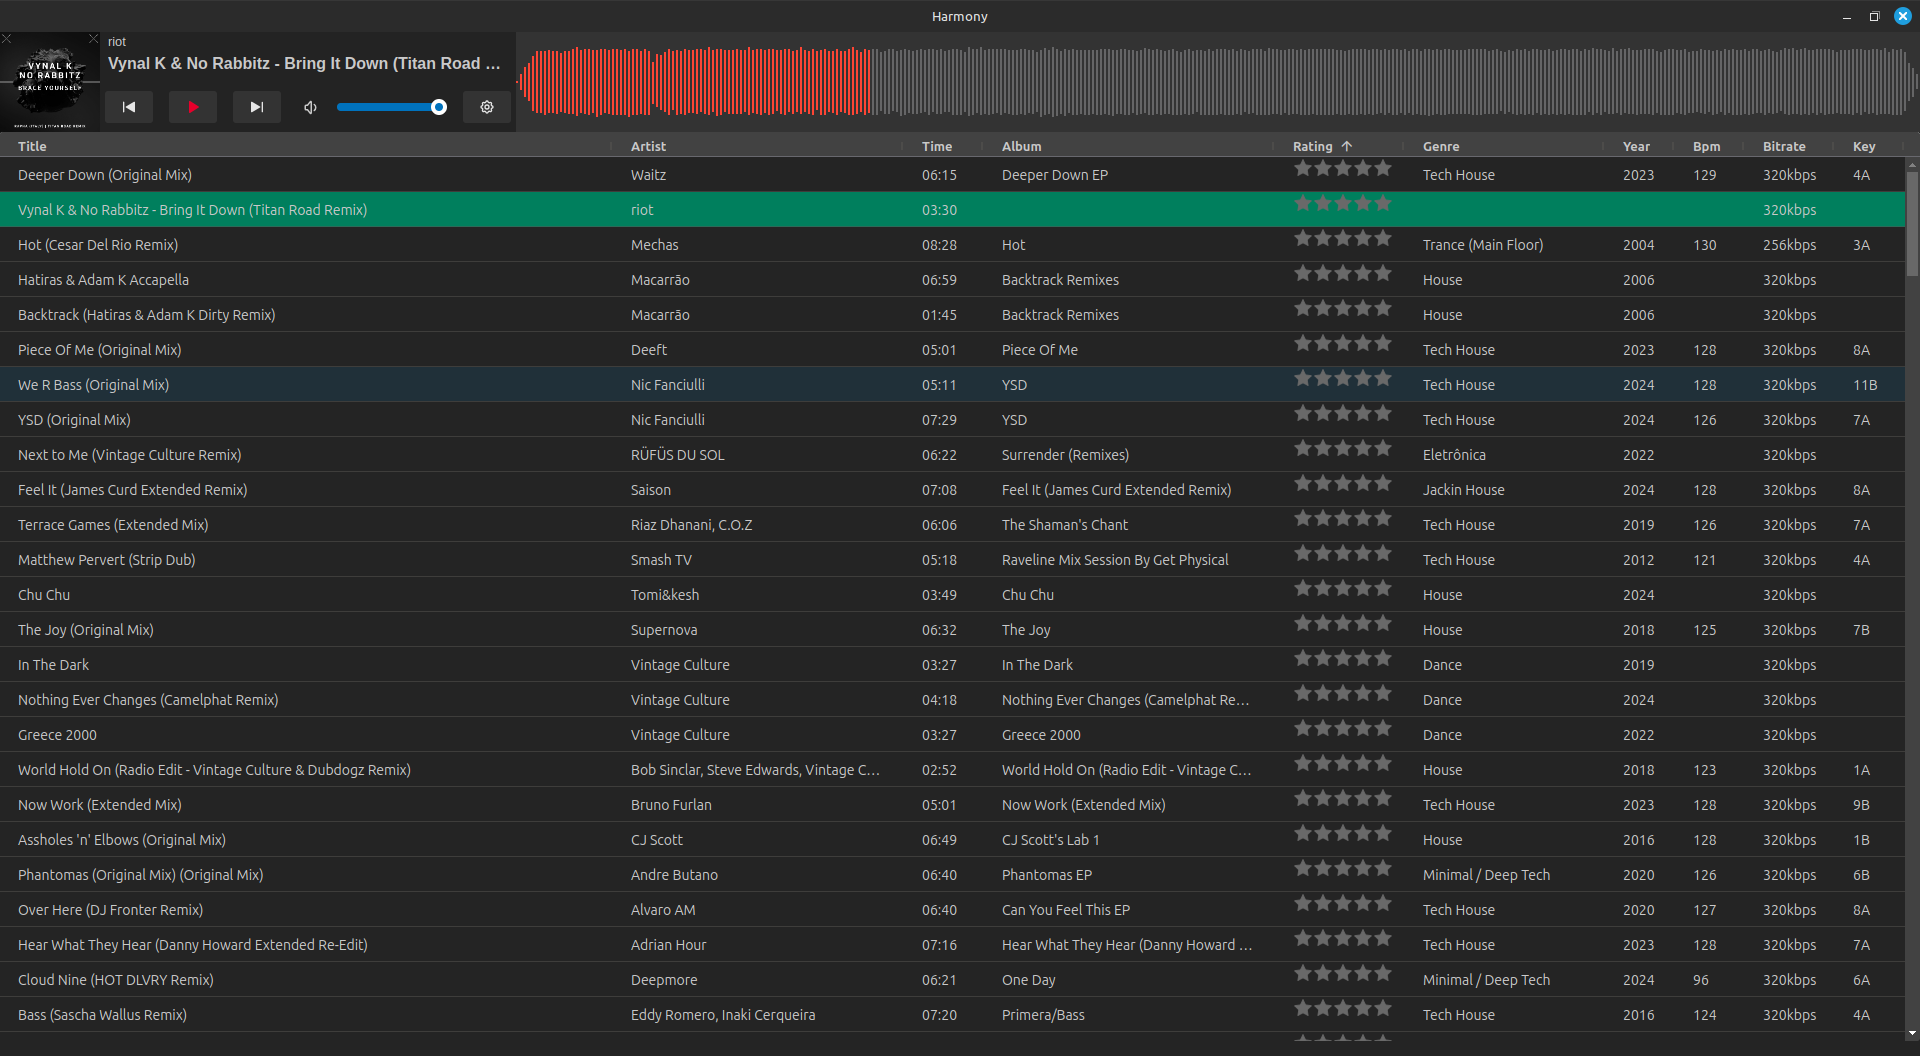 Harmony
VYNAL K
NO RABBITZ
BRACE YOURSELF
riot
Vynal K & No Rabbitz - Bring It Down (Titan Road ...
Title Artist Time Album Rating Genre Year Bpm Bitrate Key
Deeper Down (Original Mix) Waitz 06:15 Deeper Down EP Tech House 2023 129 320kbps 4A
Vynal K & No Rabbitz - Bring It Down (Titan Road Remix) riot 03:30 320kbps
Hot (Cesar Del Rio Remix) Mechas 08:28 Hot Trance (Main Floor) 2004 130 256kbps 3A
Hatiras & Adam K Accapella Macarrão 06:59 Backtrack Remixes House 2006 320kbps
Backtrack (Hatiras & Adam K Dirty Remix) Macarrão 01:45 Backtrack Remixes House 2006 320kbps
Piece Of Me (Original Mix) Deeft 05:01 Piece Of Me Tech House 2023 128 320kbps 8A
We R Bass (Original Mix) Nic Fanciulli 05:11 YSD Tech House 2024 128 320kbps 11B
YSD (Original Mix) Nic Fanciulli 07:29 YSD Tech House 2024 126 320kbps 7A
Next to Me (Vintage Culture Remix) RÜFÜS DU SOL 06:22 Surrender (Remixes) Eletrônica 2022 320kbps
Feel It (James Curd Extended Remix) Saison 07:08 Feel It (James Curd Extended Remix) Jackin House 2024 128 320kbps 8A
Terrace Games (Extended Mix) Riaz Dhanani, C.O.Z 06:06 The Shaman's Chant Tech House 2019 126 320kbps 7A
Matthew Pervert (Strip Dub) Smash TV 05:18 Raveline Mix Session By Get Physical Tech House 2012 121 320kbps 4A
Chu Chu Tomi&kesh 03:49 Chu Chu House 2024 320kbps
The Joy (Original Mix) Supernova 06:32 The Joy House 2018 125 320kbps 7B
In The Dark Vintage Culture 03:27 In The Dark Dance 2019 320kbps
Nothing Ever Changes (Camelphat Remix) Vintage Culture 04:18 Nothing Ever Changes (Camelphat Re... Dance 2024 320kbps
Greece 2000 Vintage Culture 03:27 Greece 2000 Dance 2022 320kbps
World Hold On (Radio Edit - Vintage Culture & Dubdogz Remix) Bob Sinclar, Steve Edwards, Vintage C... 02:52 World Hold On (Radio Edit - Vintage C... House 2018 123 320kbps 1A
Now Work (Extended Mix) Bruno Furlan 05:01 Now Work (Extended Mix) Tech House 2023 128 320kbps 9B
Assholes 'n' Elbows (Original Mix) CJ Scott 06:49 CJ Scott's Lab 1 House 2016 128 320kbps 1B
Phantomas (Original Mix) (Original Mix) Andre Butano 06:40 Phantomas EP Minimal / Deep Tech 2020 126 320kbps 6B
Over Here (DJ Fronter Remix) Alvaro AM 06:40 Can You Feel This EP Tech House 2020 127 320kbps 8A
Hear What They Hear (Danny Howard Extended Re-Edit) Adrian Hour 07:16 Hear What They Hear (Danny Howard ... Tech House 2023 128 320kbps 7A
Cloud Nine (HOT DLVRY Remix) Deepmore 06:21 One Day Minimal / Deep Tech 2024 96 320kbps 6A
Bass (Sascha Wallus Remix) Eddy Romero, Inaki Cerqueira 07:20 Primera/Bass Tech House 2016 124 320kbps 4A